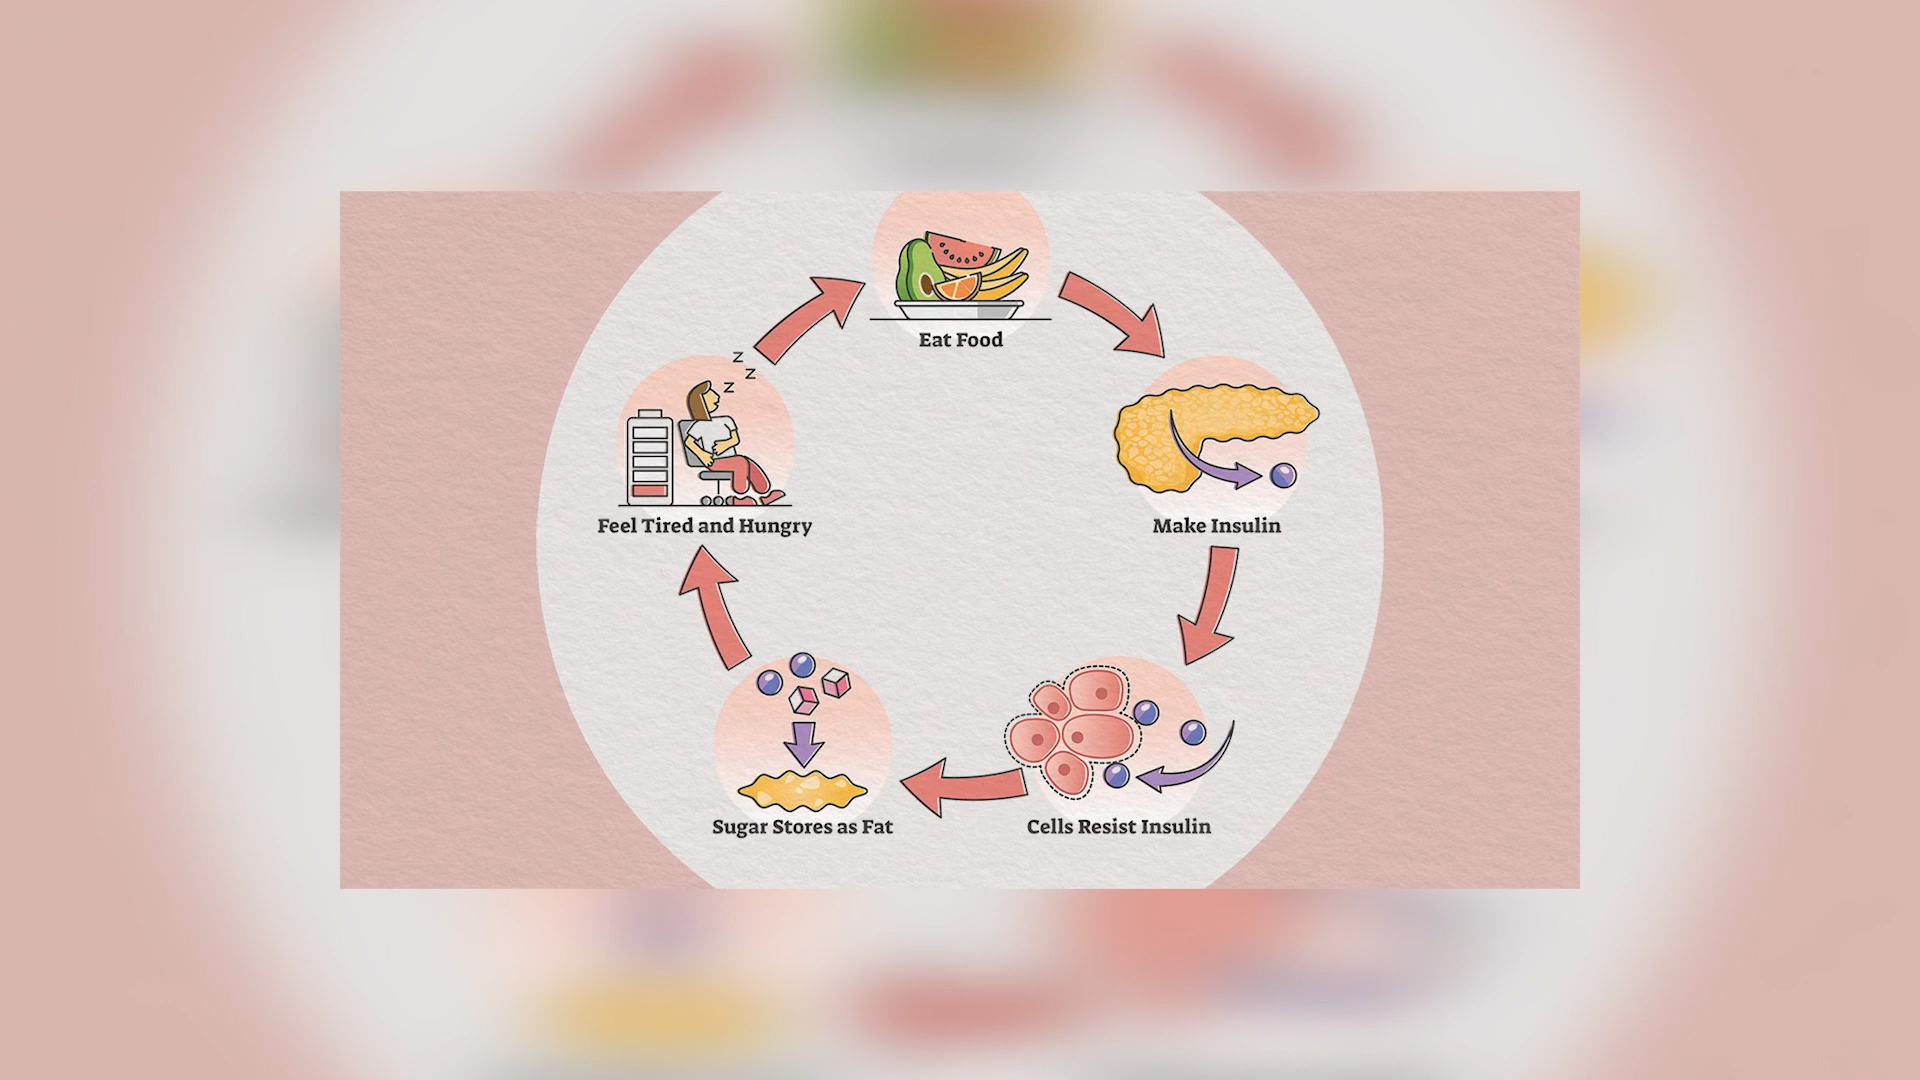 Eat Food
Make Insulin
Cells Resist Insulin
Sugar Stores as Fat
Feel Tired and Hungry
z
z
z